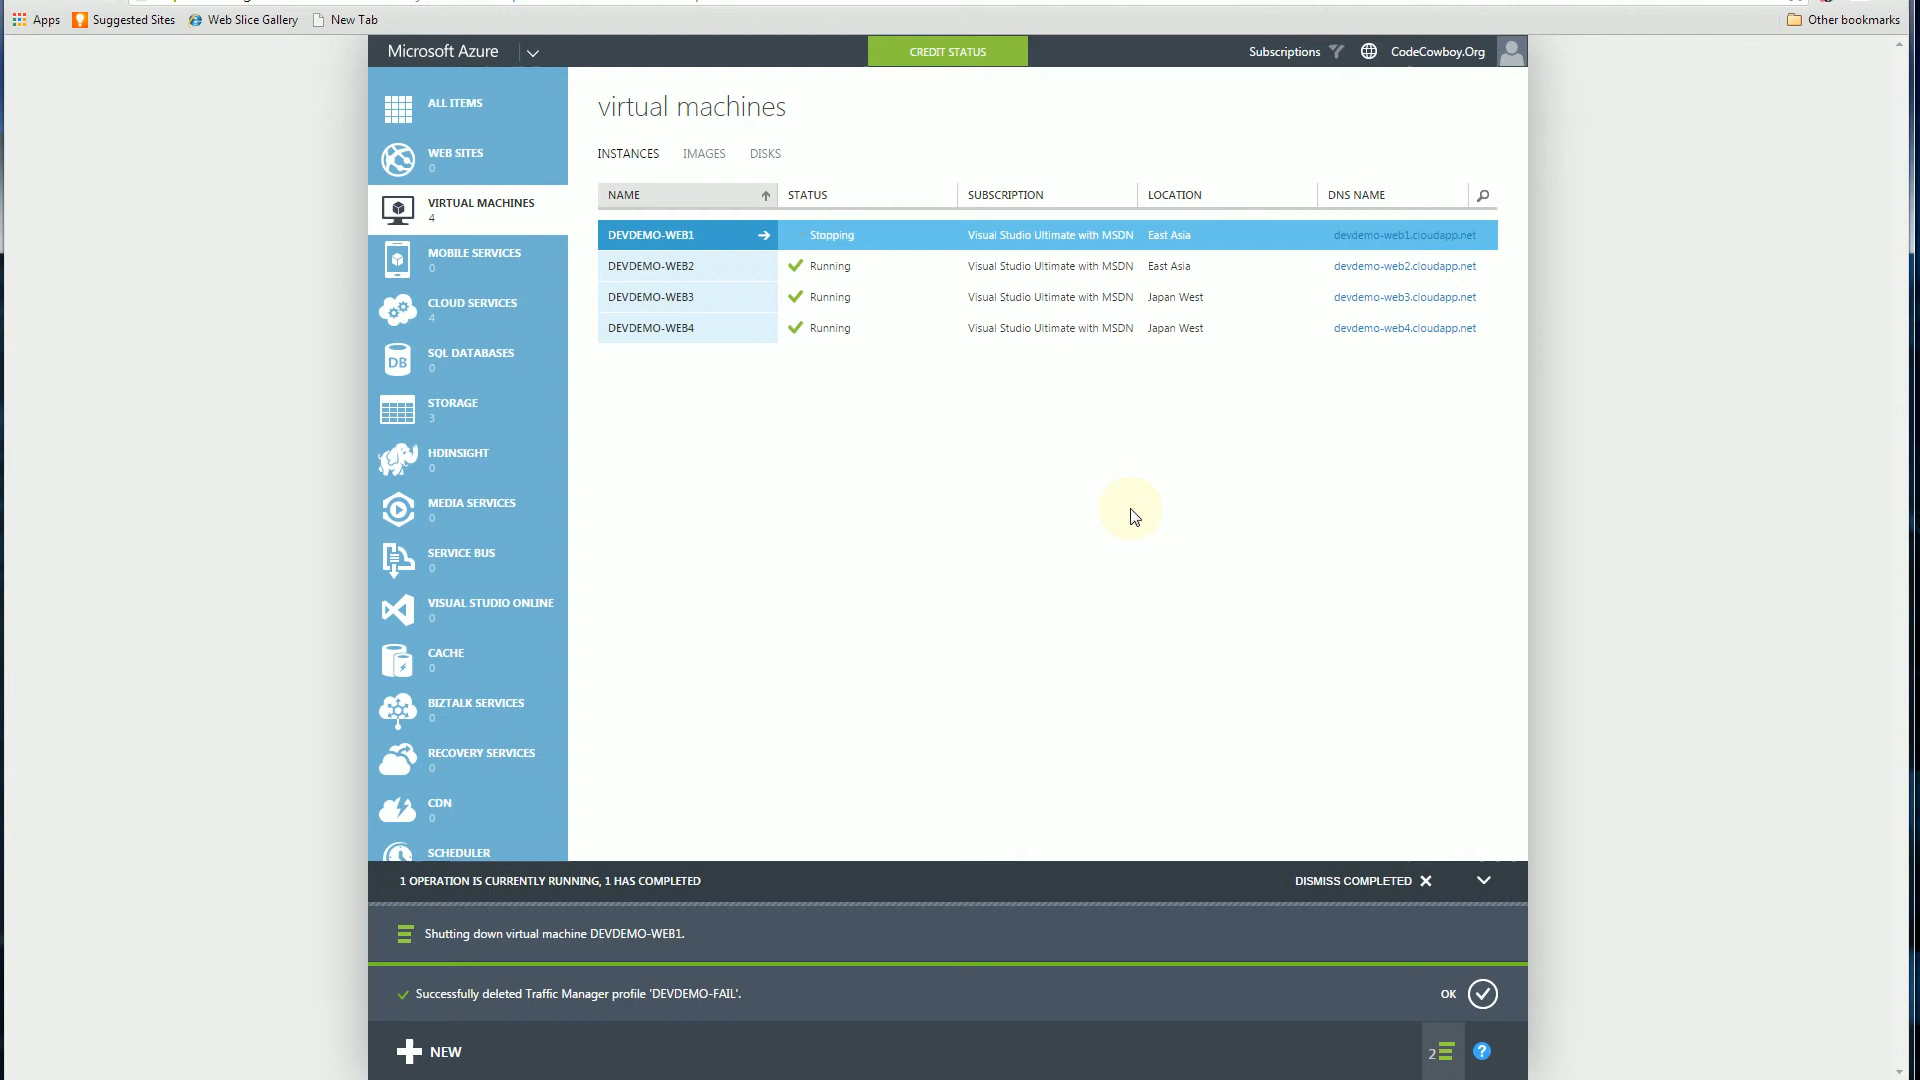 Apps Suggested Sites Web Slice Gallery New Tab Other bookmarks
Microsoft Azure CREDIT STATUS Subscriptions CodeCowboy.Org
ALL ITEMS
WEB SITES
0
VIRTUAL MACHINES
4
MOBILE SERVICES
0
CLOUD SERVICES
4
SQL DATABASES
0
DB
STORAGE
3
HDINSIGHT
0
MEDIA SERVICES
0
SERVICE BUS
0
VISUAL STUDIO ONLINE
0
CACHE
0
BIZTALK SERVICES
0
RECOVERY SERVICES
0
CDN
0
SCHEDULER
virtual machines
INSTANCES IMAGES DISKS
NAME STATUS SUBSCRIPTION LOCATION DNS NAME
DEVDEMO-WEB1 Stopping Visual Studio Ultimate with MSDN East Asia devdemo-web1.cloudapp.net
DEVDEMO-WEB2 Running Visual Studio Ultimate with MSDN East Asia devdemo-web2.cloudapp.net
DEVDEMO-WEB3 Running Visual Studio Ultimate with MSDN Japan West devdemo-web3.cloudapp.net
DEVDEMO-WEB4 Running Visual Studio Ultimate with MSDN Japan West devdemo-web4.cloudapp.net
1 OPERATION IS CURRENTLY RUNNING, 1 HAS COMPLETED DISMISS COMPLETED
Shutting down virtual machine DEVDEMO-WEB1.
Successfully deleted Traffic Manager profile 'DEVDEMO-FAIL'. OK
NEW 2 ?